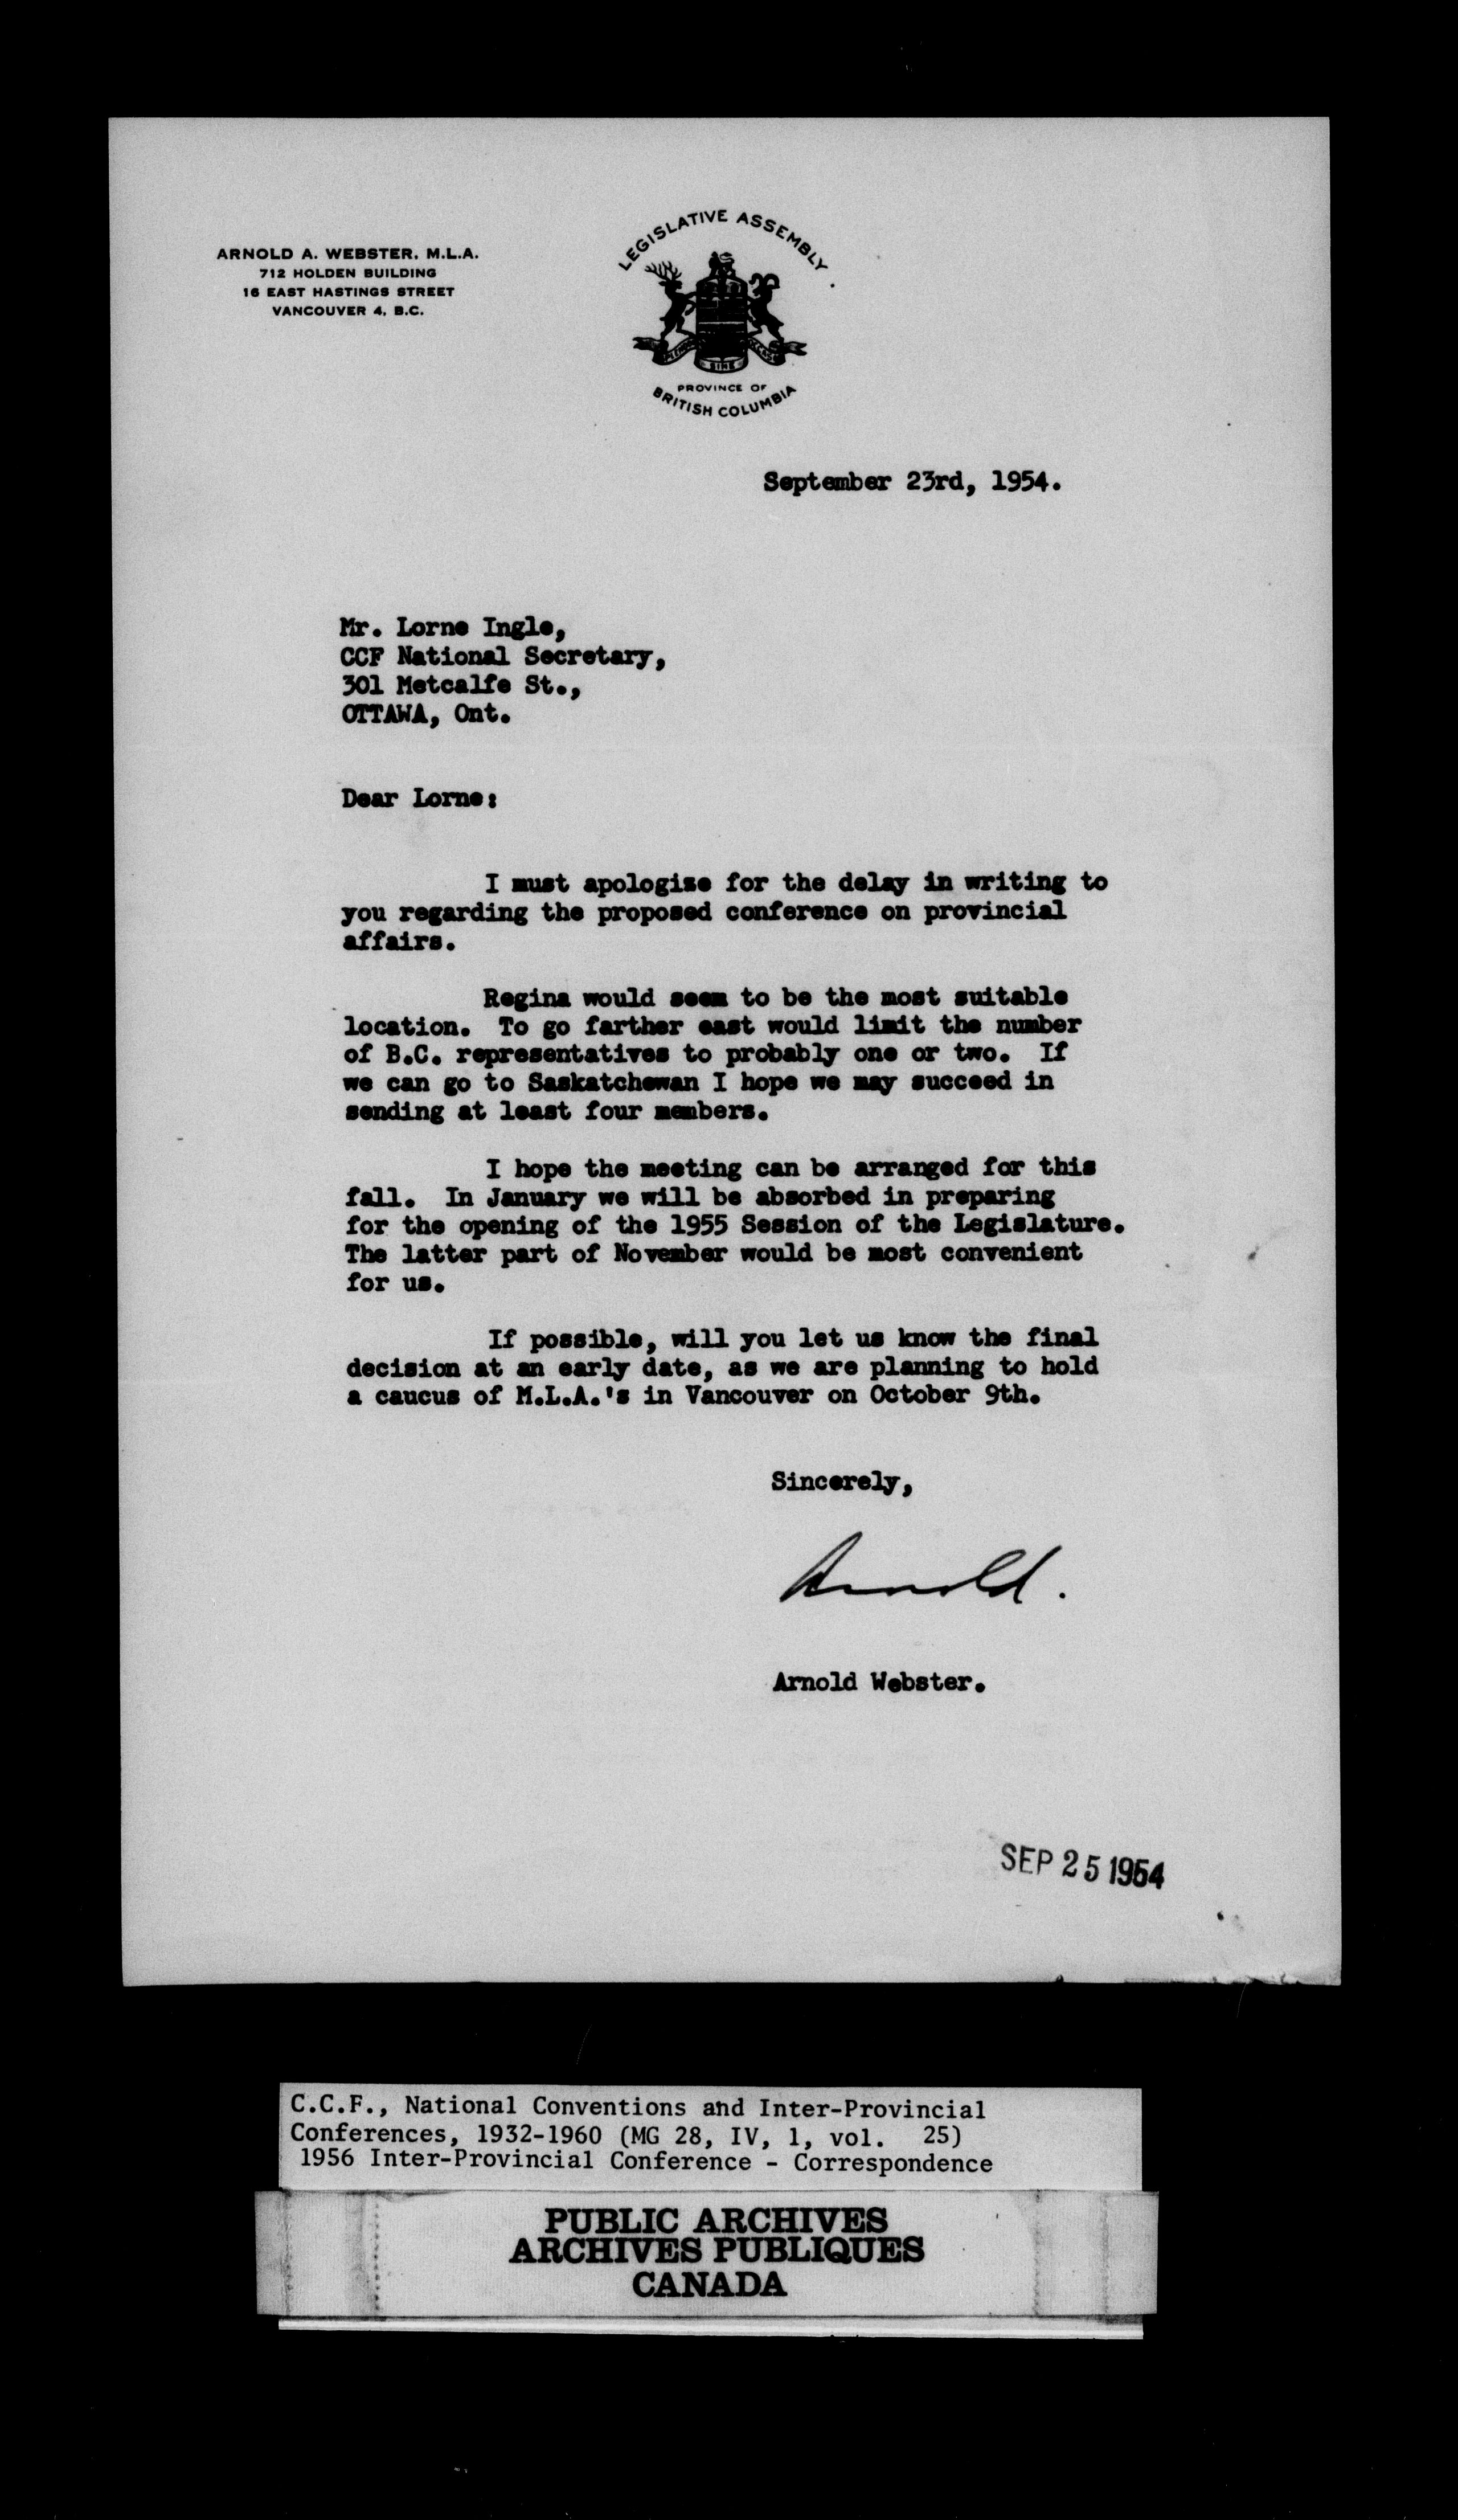 ARNOLD A. WEBSTER, M.L.A.
712 HOLDEN BUILDING
16 EAST HASTINGS STREET
VANCOUVER 4, B.C.
LEGISLATIVE ASSEMBLY
SINE
PROVINCE OF
BRITISH COLUMBIA
September 23rd, 1954.
Mr. Lorne Ingle,
CCF National Secretary,
301 Metcalfe St.,
OTTAWA, Ont.
Dear Lorne:
I must apologize for the delay in writing to
you regarding the proposed conference on provincial
affairs.
Regina would seem to be the most suitable
location. To go farther east would limit the number
of B.C. representatives to probably one or two. If
we can go to Saskatchewan I hope we may succeed in
sending at least four members.
I hope the meeting can be arranged for this
fall. In January we will be absorbed in preparing
for the opening of the 1955 Session of the Legislature.
The latter part of November would be most convenient
for us.
If possible, will you let us know the final
decision at an early date, as we are planning to hold
a caucus of M.L.A.'s in Vancouver on October 9th.
Sincerely,
Arnold.
Arnold Webster.
SEP 25 1954
C.C.F., National Conventions and Inter-Provincial
Conferences, 1932-1960 (MG 28, IV, 1, vol. 25)
1956 Inter-Provincial Conference - Correspondence
PUBLIC ARCHIVES
ARCHIVES PUBLIQUES
CANADA